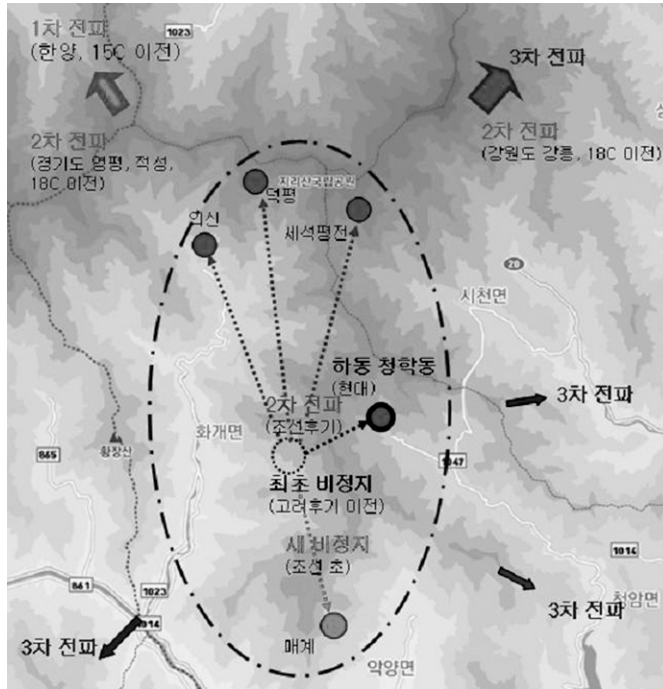 1차 전파
(한양, 15C 이전)
1023
3차 전파
2차 전파
(경기도 영평, 적성,
18C 이전)
2차 전파
(강원도 강릉, 18C 이전)
지리산국립공원
덕평
의신
세석평전
20
시천면
하동 청학동
(현대)
3차 전파
2차 전파
(조선후기)
화개면
865
황장산
1047
최초 비정지
(고려후기 이전)
새 비정지
(조선 초)
1014
861
1023
청암면
3차 전파
1014
3차 전파
매계
악양면